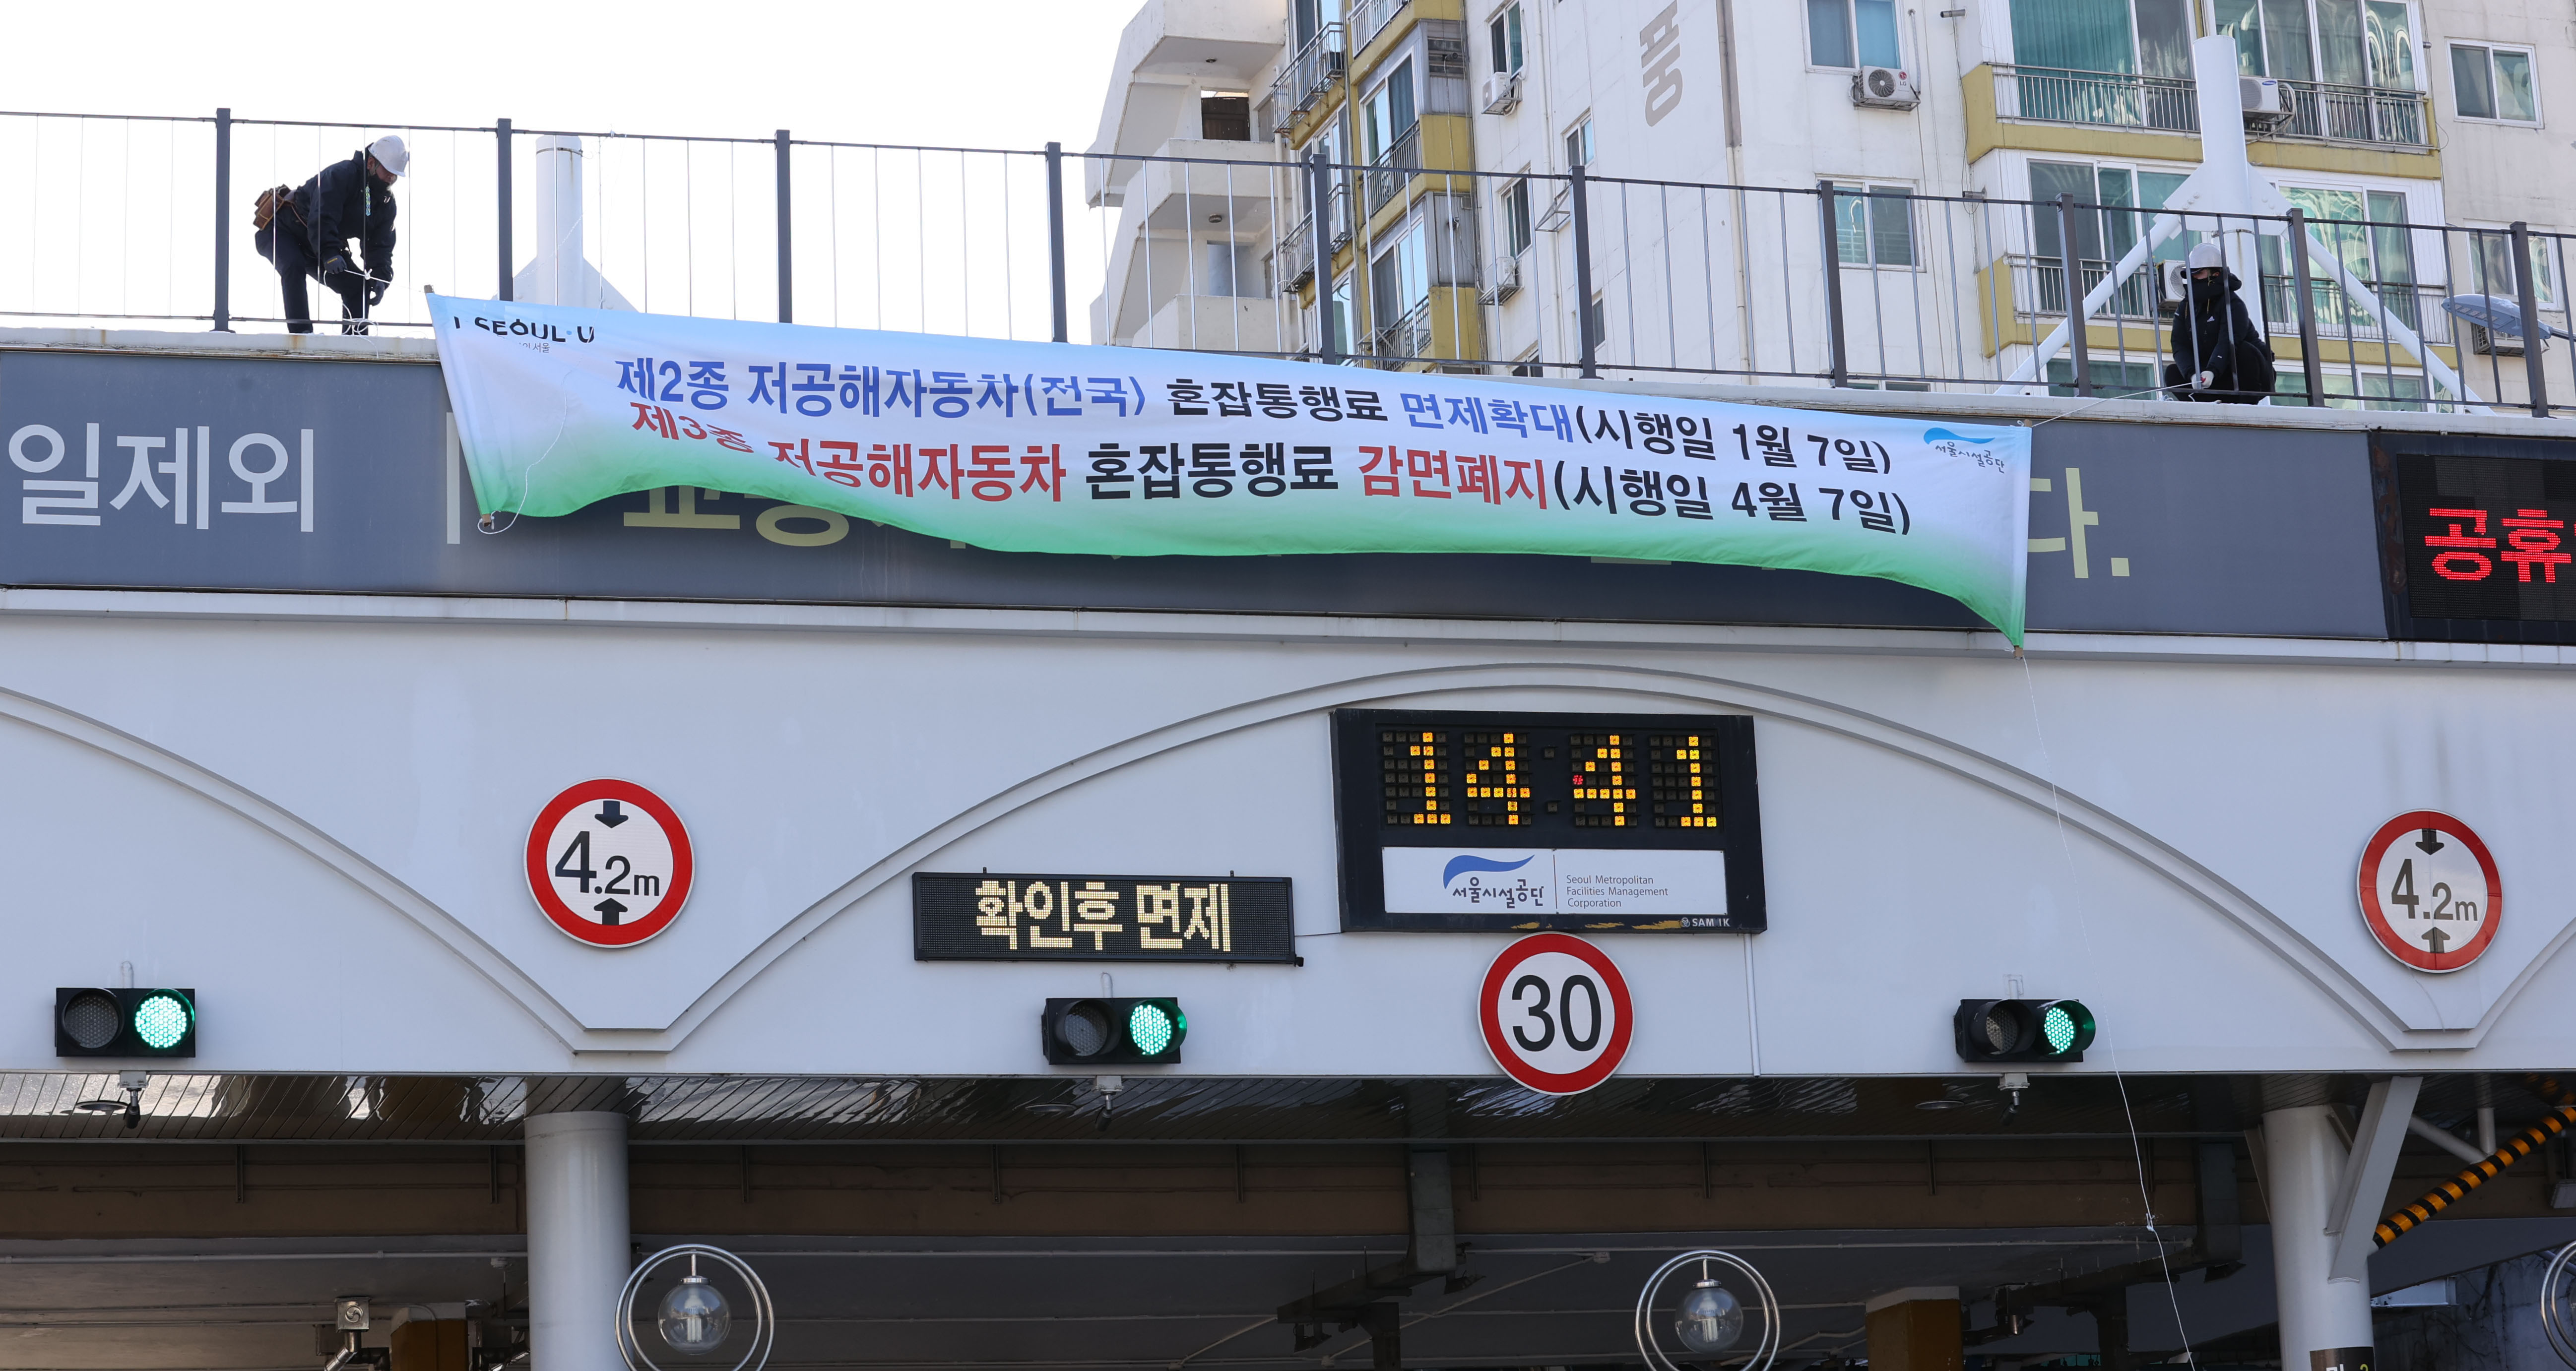 중
I SEOUL U
제2종 저공해자동차(전국) 혼잡통행료 면제확대(시행일 1월 7일)
제3종 저공해자동차 혼잡통행료 감면폐지(시행일 4월 7일)
서울시설공단
일제외
다.
공휴
14:41
서울시설공단
Seoul Metropolitan
Facilities Management
Corporation
확인후 면제
4.2m
30
4.2m